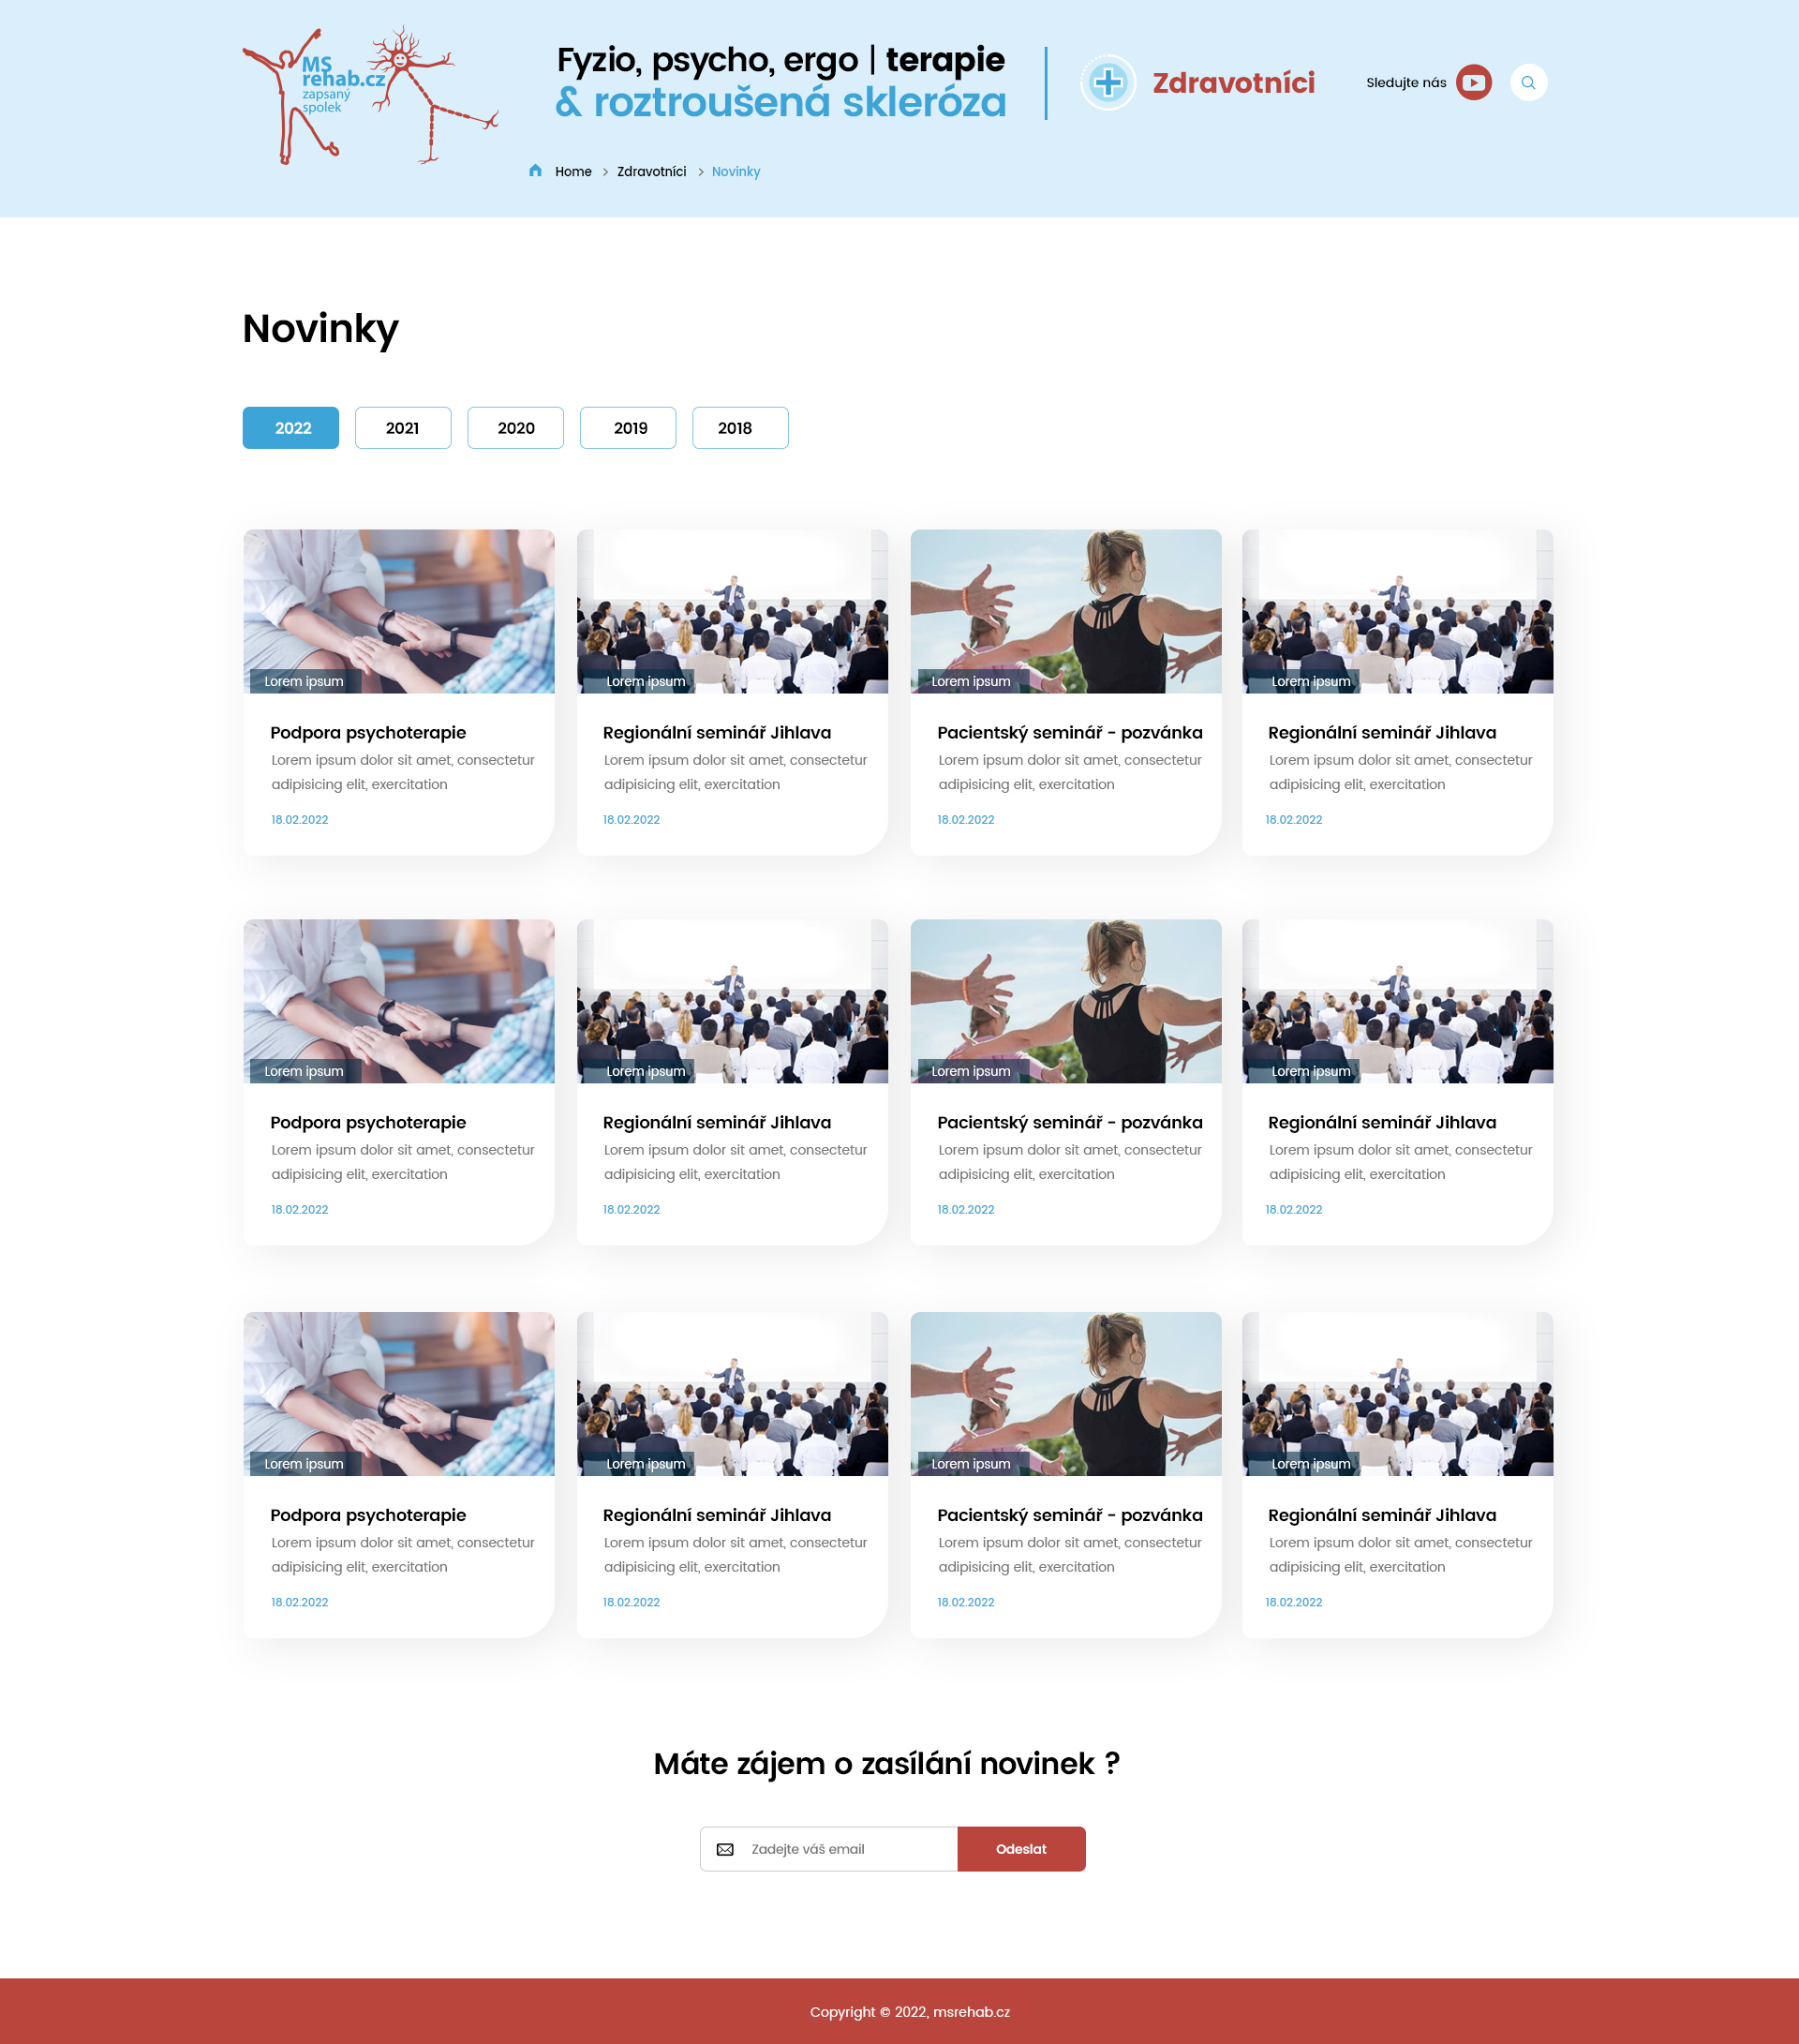 MS
rehab.cz
zapsaný
spolek
Fyzio, psycho, ergo | terapie
& roztroušená skleróza
Zdravotníci
Sledujte nás
Home > Zdravotníci > Novinky
Novinky
2022 2021 2020 2019 2018
Lorem ipsum Lorem ipsum Lorem ipsum Lorem ipsum
Podpora psychoterapie Regionální seminář Jihlava Pacientský seminář - pozvánka Regionální seminář Jihlava
Lorem ipsum dolor sit amet, consectetur Lorem ipsum dolor sit amet, consectetur Lorem ipsum dolor sit amet, consectetur Lorem ipsum dolor sit amet, consectetur
adipisicing elit, exercitation adipisicing elit, exercitation adipisicing elit, exercitation adipisicing elit, exercitation
18.02.2022 18.02.2022 18.02.2022 18.02.2022
Lorem ipsum Lorem ipsum Lorem ipsum Lorem ipsum
Podpora psychoterapie Regionální seminář Jihlava Pacientský seminář - pozvánka Regionální seminář Jihlava
Lorem ipsum dolor sit amet, consectetur Lorem ipsum dolor sit amet, consectetur Lorem ipsum dolor sit amet, consectetur Lorem ipsum dolor sit amet, consectetur
adipisicing elit, exercitation adipisicing elit, exercitation adipisicing elit, exercitation adipisicing elit, exercitation
18.02.2022 18.02.2022 18.02.2022 18.02.2022
Lorem ipsum Lorem ipsum Lorem ipsum Lorem ipsum
Podpora psychoterapie Regionální seminář Jihlava Pacientský seminář - pozvánka Regionální seminář Jihlava
Lorem ipsum dolor sit amet, consectetur Lorem ipsum dolor sit amet, consectetur Lorem ipsum dolor sit amet, consectetur Lorem ipsum dolor sit amet, consectetur
adipisicing elit, exercitation adipisicing elit, exercitation adipisicing elit, exercitation adipisicing elit, exercitation
18.02.2022 18.02.2022 18.02.2022 18.02.2022
Máte zájem o zasílání novinek ?
Zadejte váš email
Odeslat
Copyright © 2022, msrehab.cz